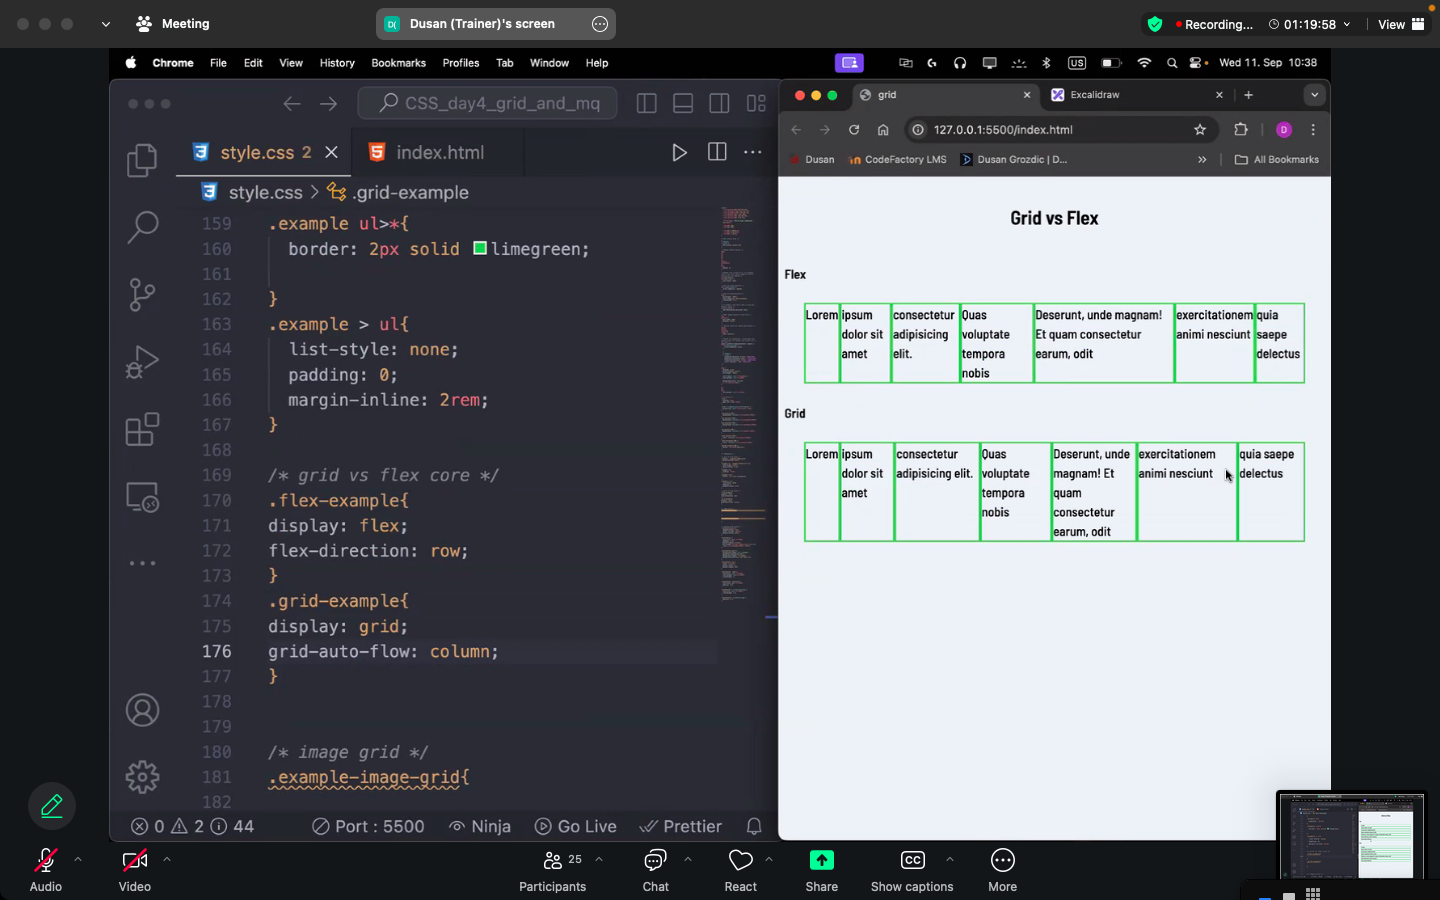 Meeting
D( Dusan (Trainer)'s screen
Recording...
01:19:58
View
Chrome File Edit View History Bookmarks Profiles Tab Window Help
US
Wed 11. Sep 10:38
CSS_day4_grid_and_mq
style.css 2
index.html
style.css > .grid-example
159 .example ul>*{
160 border: 2px solid limegreen;
161
162 }
163 .example > ul{
164 list-style: none;
165 padding: 0;
166 margin-inline: 2rem;
167 }
168
169 /* grid vs flex core */
170 .flex-example{
171 display: flex;
172 flex-direction: row;
173 }
174 .grid-example{
175 display: grid;
176 grid-auto-flow: column;
177 }
178
179
180 /* image grid */
181 .example-image-grid{
182
0 2 44 Port : 5500 Ninja Go Live Prettier
grid
Excalidraw
127.0.0.1:5500/index.html
D
Dusan CodeFactory LMS Dusan Grozdic | D... » All Bookmarks
Grid vs Flex
Flex
Lorem
ipsum
dolor sit
amet
consectetur
adipisicing
elit.
Quas
voluptate
tempora
nobis
Deserunt, unde magnam!
Et quam consectetur
earum, odit
exercitationem
animi nesciunt
quia
saepe
delectus
Grid
Lorem
ipsum
dolor sit
amet
consectetur
adipisicing elit.
Quas
voluptate
tempora
nobis
Deserunt, unde
magnam! Et
quam
consectetur
earum, odit
exercitationem
animi nesciunt
quia saepe
delectus
Audio
Video
25
Participants
Chat
React
Share
CC
Show captions
More